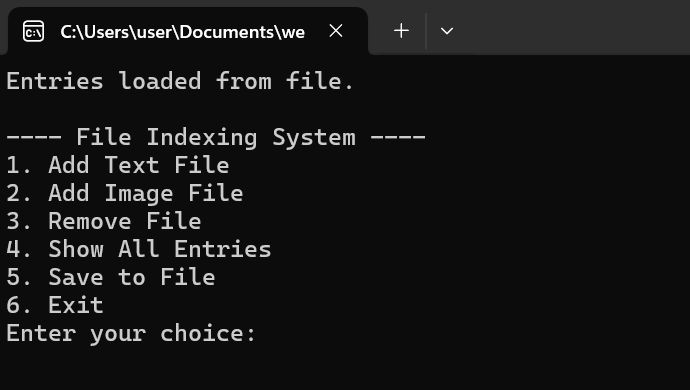 C:\Users\user\Documents\we
Entries loaded from file.
---- File Indexing System ----
1. Add Text File
2. Add Image File
3. Remove File
4. Show All Entries
5. Save to File
6. Exit
Enter your choice: